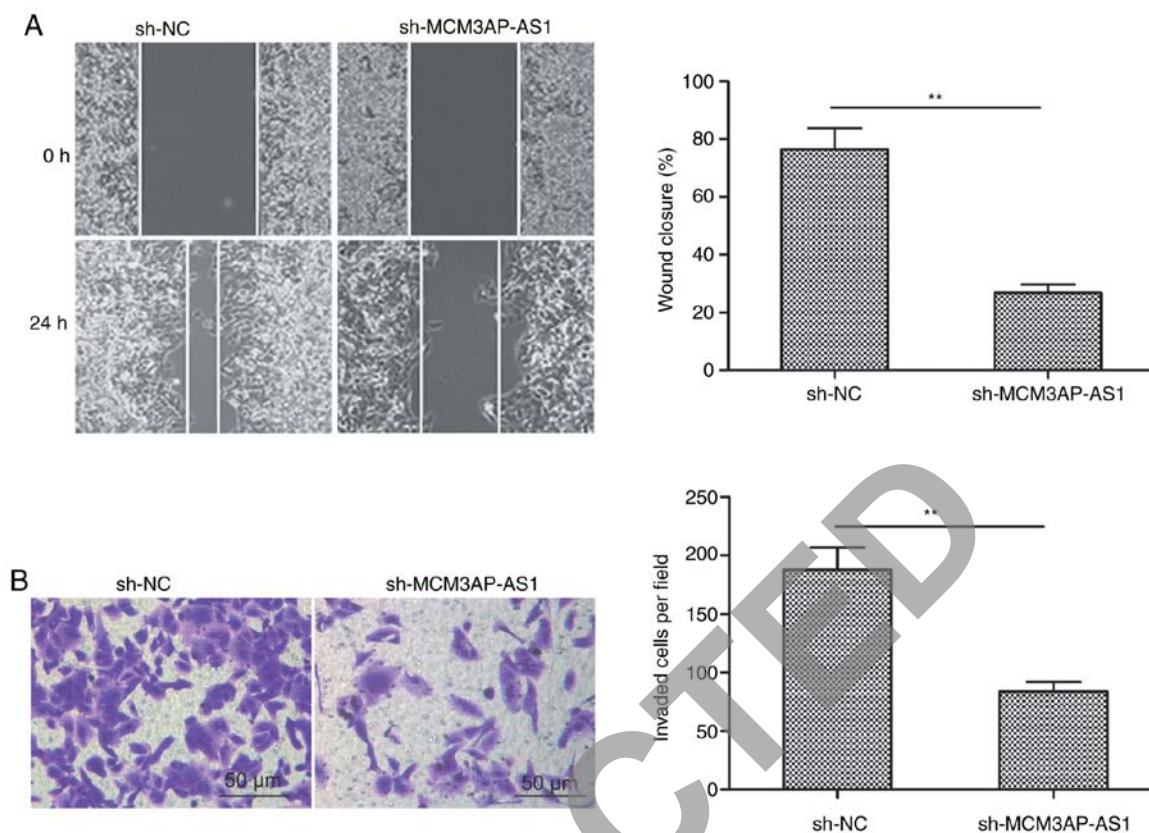 A
sh-NC
sh-MCM3AP-AS1
0 h
24 h
100
80
60
40
20
0
Wound closure (%)
**
sh-NC
sh-MCM3AP-AS1
B
sh-NC
sh-MCM3AP-AS1
50 µm
50 µm
250
200
150
100
50
0
Invaded cells per field
**
sh-NC
sh-MCM3AP-AS1
CTED